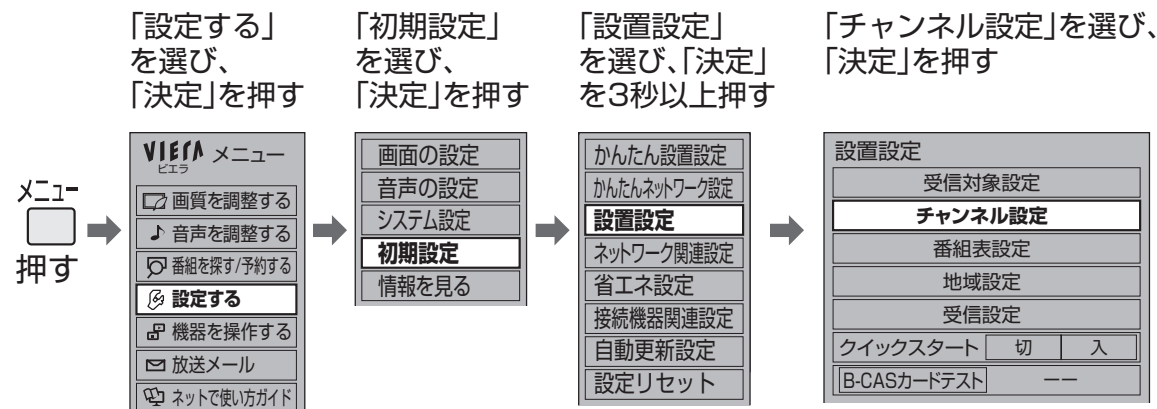 「設定する」
を選び、
「決定」を押す
「初期設定」
を選び、
「決定」を押す
「設置設定」
を選び、「決定」
を3秒以上押す
「チャンネル設定」を選び、
「決定」を押す
メニュー
押す
VIERA メニュー
ビエラ
画質を調整する
音声を調整する
番組を探す/予約する
設定する
機器を操作する
放送メール
ネットで使い方ガイド
画面の設定
音声の設定
システム設定
初期設定
情報を見る
かんたん設置設定
かんたんネットワーク設定
設置設定
ネットワーク関連設定
省エネ設定
接続機器関連設定
自動更新設定
設定リセット
設置設定
受信対象設定
チャンネル設定
番組表設定
地域設定
受信設定
クイックスタート 切 入
B-CASカードテスト ーー